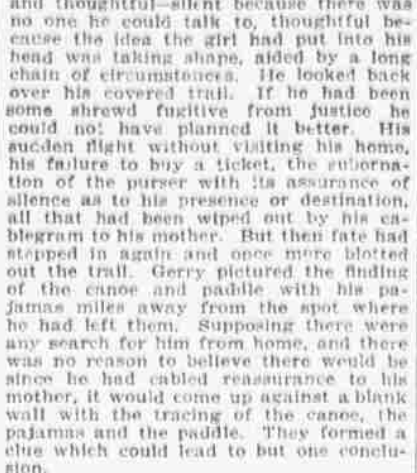 and thoughtful—silent because there was
no one he could talk to, thoughtful be-
cause the idea the girl had put into his
head was taking shape, aided by a long
chain of circumstances. He looked back
over his covered trail. If he had been
some shrewd fugitive from justice he
could not have planned it better. His
sudden flight without visiting his home,
his failure to buy a ticket, the suborna-
tion of the purser with its assurance of
silence as to his presence or destination,
all that had been wiped out by his ca-
blegram to his mother. But then fate had
stepped in again and once more blotted
out the trail. Gerry pictured the finding
of the canoe and paddle with his pa-
jamas miles away from the spot where
he had left them. Supposing there were
any search for him from home, and there
was no reason to believe there would be
since he had cabled reassurance to his
mother, it would come up against a blank
wall with the tracing of the canoe, the
pajamas and the paddle. They formed a
clue which could lead to but one conclu-
sion.